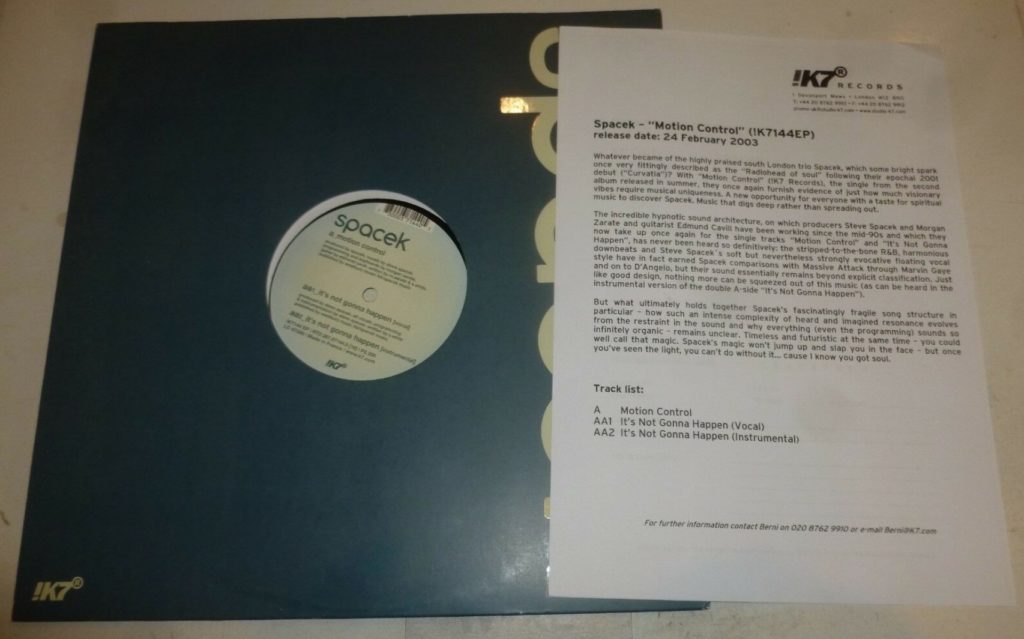 spacek
a. motion control
aa1. it's not gonna happen [vocal]
aa2. it's not gonna happen [instrumental]
!K7®
!K7®
!K7® RECORDS
Spacek - "Motion Control" (!K7144EP)
release date: 24 February 2003
Whatever became of the highly praised south London trio Spacek, which some bright spark
once very fittingly described as the "Radiohead of soul" following their epochal 2001
debut ("Curvatia")? With "Motion Control" (!K7 Records), the single from the second
album released in summer, they once again furnish evidence of just how much visionary
vibes require musical uniqueness. A new opportunity for everyone with a taste for spiritual
music to discover Spacek. Music that digs deep rather than spreading out.
The incredible hypnotic sound architecture, on which producers Steve Spacek and Morgan
Zarate and guitarist Edmund Cavill have been working since the mid-90s and which they
now take up once again for the single tracks "Motion Control" and "It's Not Gonna
Happen", has never been heard so definitively: the stripped-to-the-bone R&B, harmonious
downbeats and Steve Spacek`s soft but nevertheless strongly evocative floating vocal
style have in fact earned Spacek comparisons with Massive Attack through Marvin Gaye
and on to D'Angelo, but their sound essentially remains beyond explicit classification. Just
like good design, nothing more can be squeezed out of this music (as can be heard in the
instrumental version of the double A-side "It's Not Gonna Happen").
But what ultimately holds together Spacek's fascinatingly fragile song structure in
particular - how such an intense complexity of heard and imagined resonance evolves
from the restraint in the sound and why everything (even the programming) sounds so
infinitely organic - remains unclear. Timeless and futuristic at the same time - you could
well call that magic. Spacek's magic won't jump up and slap you in the face - but once
you've seen the light, you can't do without it... cause I know you got soul.
Track list:
A Motion Control
AA1 It's Not Gonna Happen (Vocal)
AA2 It's Not Gonna Happen (Instrumental)
For further information contact Berni on 020 8762 9910 or e-mail Berni@K7.com